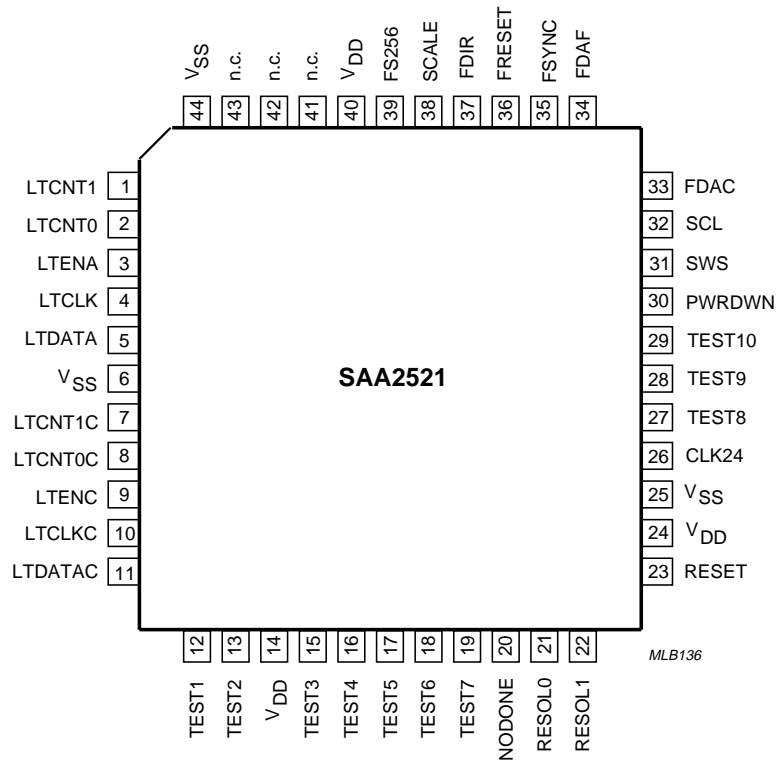 VSS n.c. n.c. n.c. VDD FS256 SCALE FDIR FRESET FSYNC FDAF
44 43 42 41 40 39 38 37 36 35 34
LTCNT1 1 33 FDAC
LTCNT0 2 32 SCL
LTENA 3 31 SWS
LTCLK 4 30 PWRDWN
LTDATA 5 29 TEST10
VSS 6 SAA2521 28 TEST9
LTCNT1C 7 27 TEST8
LTCNT0C 8 26 CLK24
LTENC 9 25 VSS
LTCLKC 10 24 VDD
LTDATAC 11 23 RESET
12 13 14 15 16 17 18 19 20 21 22
MLB136
TEST1 TEST2 VDD TEST3 TEST4 TEST5 TEST6 TEST7 NODONE RESOL0 RESOL1